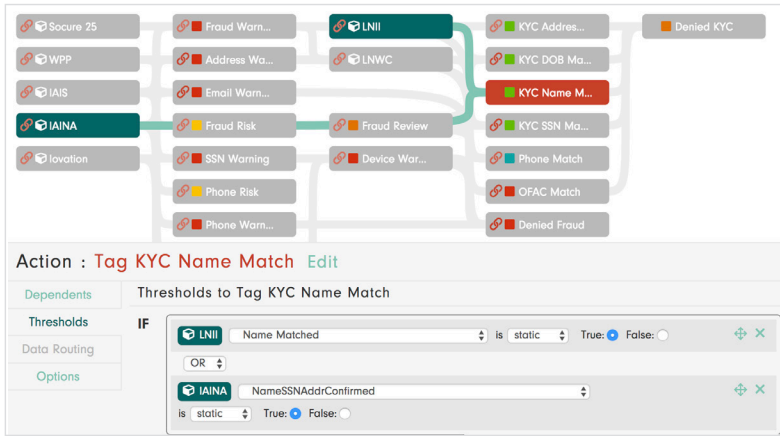 Socure 25
Fraud Warn...
LNII
KYC Addres...
Denied KYC
WPP
Address Wa...
LNWC
KYC DOB Ma...
IAIS
Email Warn...
KYC Name M...
IAINA
Fraud Risk
Fraud Review
KYC SSN Ma...
Iovation
SSN Warning
Device War...
Phone Match
Phone Risk
OFAC Match
Phone Warn...
Denied Fraud
Action : Tag KYC Name Match Edit
Dependents
Thresholds to Tag KYC Name Match
Thresholds
IF
LNII Name Matched is static True: False:
Data Routing
OR
Options
IAINA NameSSNAddrConfirmed
is static True: False: